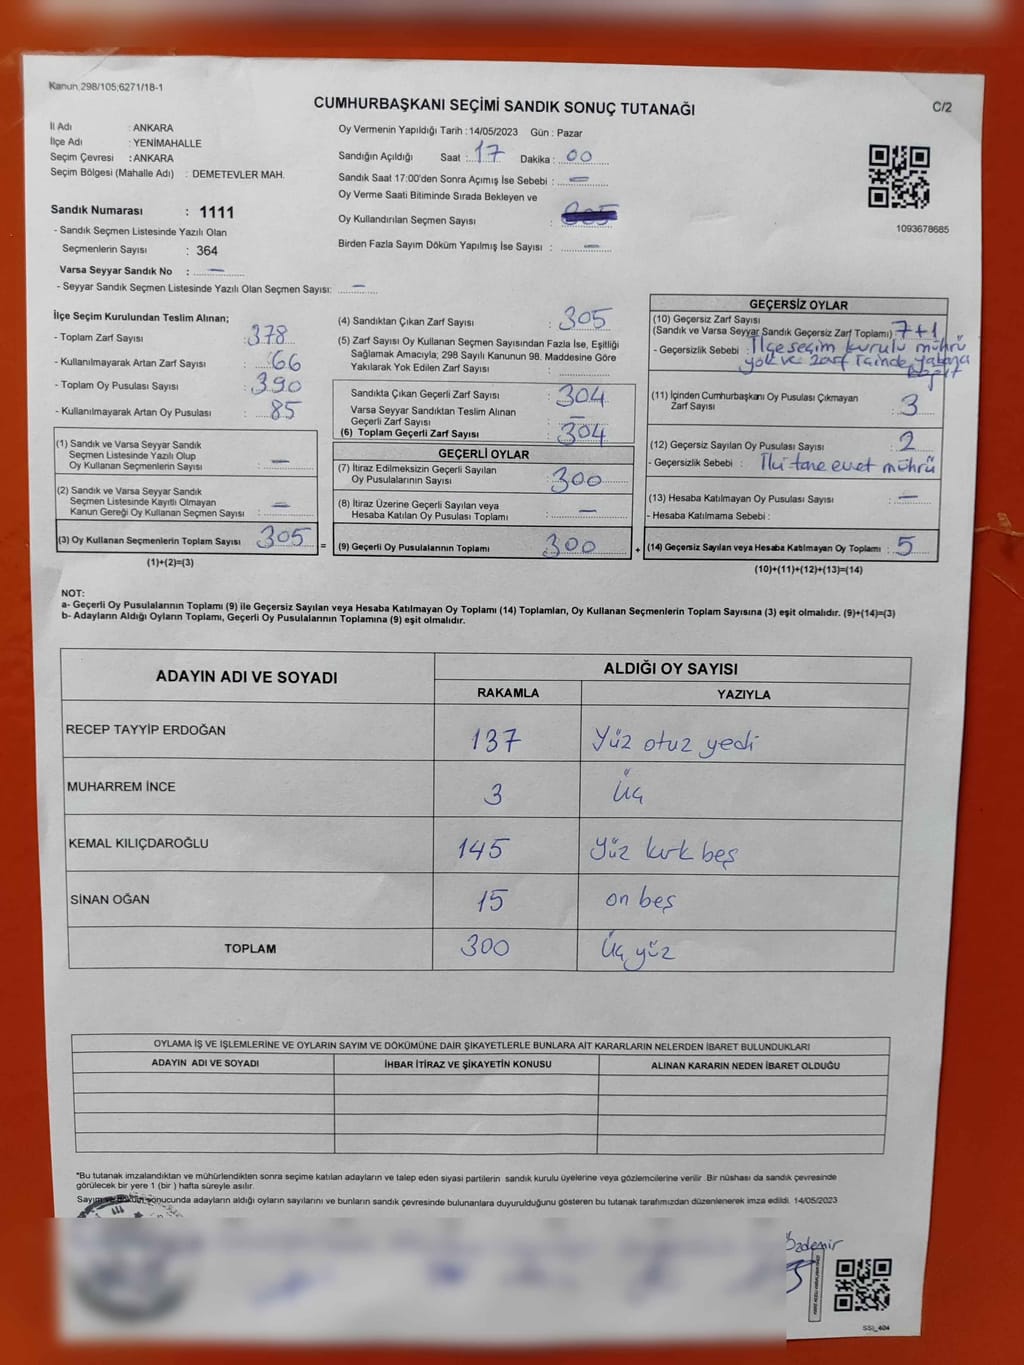 Kanun.298/105;6271/18-1
CUMHURBAŞKANI SEÇİMİ SANDIK SONUÇ TUTANAĞI
C/2
İl Adı : ANKARA
İlçe Adı : YENİMAHALLE
Seçim Çevresi : ANKARA
Seçim Bölgesi (Mahalle Adı) : DEMETEVLER MAH.
Sandık Numarası : 1111
- Sandık Seçmen Listesinde Yazılı Olan
Seçmenlerin Sayısı : 364
Varsa Seyyar Sandık No : —
- Seyyar Sandık Seçmen Listesinde Yazılı Olan Seçmen Sayısı: —
Oy Vermenin Yapıldığı Tarih : 14/05/2023 Gün : Pazar
Sandığın Açıldığı Saat : 17 Dakika : 00
Sandık Saat 17:00'den Sonra Açımış İse Sebebi : —
Oy Verme Saati Bitiminde Sırada Bekleyen ve
Oy Kullandırılan Seçmen Sayısı :
Birden Fazla Sayım Döküm Yapılmış İse Sayısı : —
1093678685
İlçe Seçim Kurulundan Teslim Alınan;
- Toplam Zarf Sayısı : 378
- Kullanılmayarak Artan Zarf Sayısı : 66
- Toplam Oy Pusulası Sayısı : 390
- Kullanılmayarak Artan Oy Pusulası : 85
(1) Sandık ve Varsa Seyyar Sandık
Seçmen Listesinde Yazılı Olup
Oy Kullanan Seçmenlerin Sayısı : —
(2) Sandık ve Varsa Seyyar Sandık
Seçmen Listesinde Kayıtlı Olmayan
Kanun Gereği Oy Kullanan Seçmen Sayısı : —
(3) Oy Kullanan Seçmenlerin Toplam Sayısı : 305
(1)+(2)=(3)
(4) Sandıktan Çıkan Zarf Sayısı : 305
(5) Zarf Sayısı Oy Kullanan Seçmen Sayısından Fazla İse, Eşitliği
Sağlamak Amacıyla; 298 Sayılı Kanunun 98. Maddesine Göre
Yakılarak Yok Edilen Zarf Sayısı :
Sandıkta Çıkan Geçerli Zarf Sayısı : 304
Varsa Seyyar Sandıktan Teslim Alınan
Geçerli Zarf Sayısı : —
(6) Toplam Geçerli Zarf Sayısı : 304
GEÇERLİ OYLAR
(7) İtiraz Edilmeksizin Geçerli Sayılan
Oy Pusulalarının Sayısı : 300
(8) İtiraz Üzerine Geçerli Sayılan veya
Hesaba Katılan Oy Pusulası Toplamı : —
= (9) Geçerli Oy Pusulalarının Toplamı : 300
GEÇERSİZ OYLAR
(10) Geçersiz Zarf Sayısı
(Sandık ve Varsa Seyyar Sandık Geçersiz Zarf Toplamı) 7+1
- Geçersizlik Sebebi : İlçe seçim kurulu mührü
yok ve zarf içinde yabancı
(11) İçinden Cumhurbaşkanı Oy Pusulası Çıkmayan
Zarf Sayısı : 3
(12) Geçersiz Sayılan Oy Pusulası Sayısı : 2
- Geçersizlik Sebebi : İki tane evet mührü
(13) Hesaba Katılmayan Oy Pusulası Sayısı : —
- Hesaba Katılmama Sebebi :
+ (14) Geçersiz Sayılan veya Hesaba Katılmayan Oy Toplamı : 5
(10)+(11)+(12)+(13)=(14)
NOT:
a- Geçerli Oy Pusulalarının Toplamı (9) ile Geçersiz Sayılan veya Hesaba Katılmayan Oy Toplamı (14) Toplamları, Oy Kullanan Seçmenlerin Toplam Sayısına (3) eşit olmalıdır. (9)+(14)=(3)
b- Adayların Aldığı Oyların Toplamı, Geçerli Oy Pusulalarının Toplamına (9) eşit olmalıdır.
ADAYIN ADI VE SOYADI ALDIĞI OY SAYISI
RAKAMLA YAZIYLA
RECEP TAYYİP ERDOĞAN 137 Yüz otuz yedi
MUHARREM İNCE 3 Üç
KEMAL KILIÇDAROĞLU 145 Yüz kırk beş
SİNAN OĞAN 15 on beş
TOPLAM 300 Üç yüz
OYLAMA İŞ VE İŞLEMLERİNE VE OYLARIN SAYIM VE DÖKÜMÜNE DAİR ŞİKAYETLERLE BUNLARA AİT KARARLARIN NELERDEN İBARET BULUNDUKLARI
ADAYIN ADI VE SOYADI İHBAR İTİRAZ VE ŞİKAYETİN KONUSU ALINAN KARARIN NEDEN İBARET OLDUĞU
*Bu tutanak imzalandıktan ve mühürlendikten sonra seçime katılan adayların ve talep eden siyasi partilerin sandık kurulu üyelerine veya gözlemcilerine verilir. Bir nüshası da sandık çevresinde
görülecek bir yere 1 (bir ) hafta süreyle asılır.
Sayım ve döküm sonucunda adayların aldığı oyların sayılarını ve bunların sandık çevresinde bulunanlara duyurulduğunu gösteren bu tutanak tarafımızdan düzenlenerek imza edildi. 14/05/2023
Özdemir
SSI_404